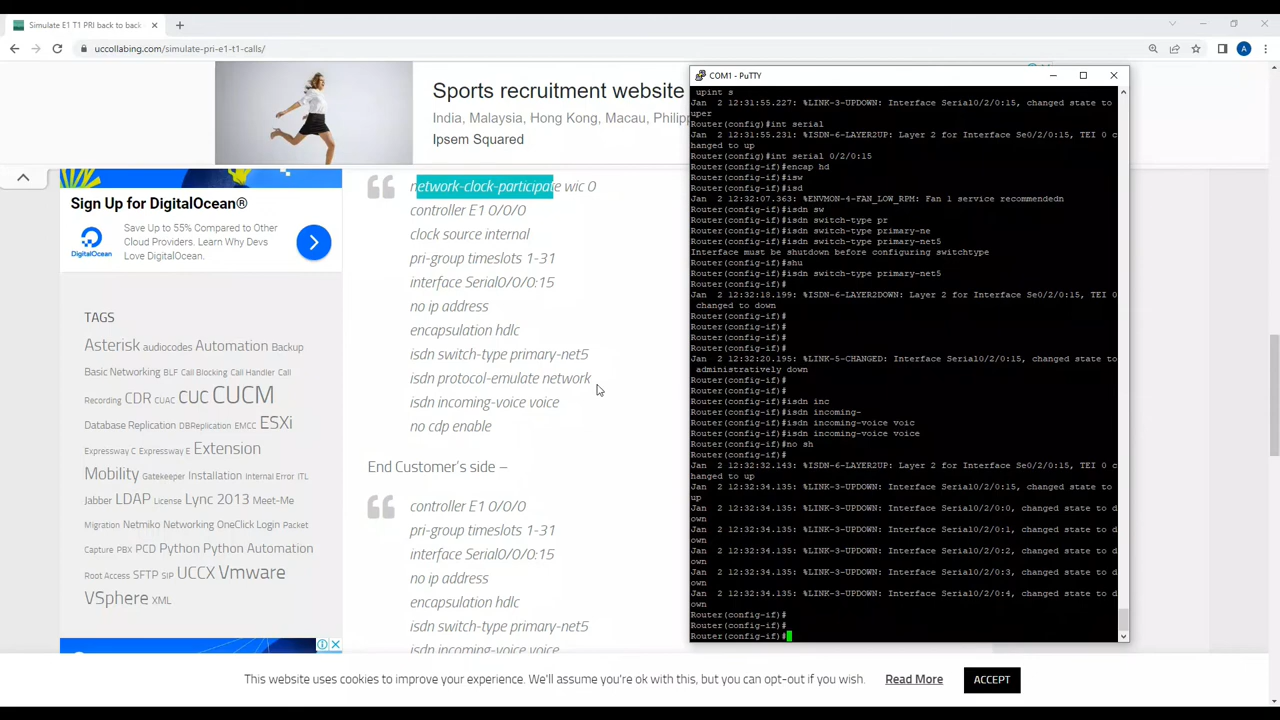 Simulate E1 T1 PRI back to back
uccollabing.com/simulate-pri-e1-t1-calls/
A
Sports recruitment website
India, Malaysia, Hong Kong, Macau, Philip
Ipsem Squared
Sign Up for DigitalOcean®
Save Up to 55% Compared to Other Cloud Providers. Learn Why Devs Love DigitalOcean.
DigitalOcean
TAGS
Asterisk audiocodes Automation Backup
Basic Networking BLF Call Blocking Call Handler Call
Recording CDR CUAC CUC CUCM
Database Replication DBReplication EMCC ESXi
Expressway C Expressway E Extension
Mobility Gatekeeper Installation Internal Error ITL
Jabber LDAP License Lync 2013 Meet-Me
Migration Netmiko Networking OneClick Login Packet
Capture PBX PCD Python Python Automation
Root Access SFTP SIP UCCX Vmware
VSphere XML
network-clock-participate wic 0
controller E1 0/0/0
clock source internal
pri-group timeslots 1-31
interface Serial0/0/0:15
no ip address
encapsulation hdlc
isdn switch-type primary-net5
isdn protocol-emulate network
isdn incoming-voice voice
no cdp enable
End Customer's side –
controller E1 0/0/0
pri-group timeslots 1-31
interface Serial0/0/0:15
no ip address
encapsulation hdlc
isdn switch-type primary-net5
isdn incoming-voice voice
COM1 - PuTTY
upint s
Jan  2 12:31:55.227: %LINK-3-UPDOWN: Interface Serial0/2/0:15, changed state to
uper
Router(config)#int serial
Jan  2 12:31:55.231: %ISDN-6-LAYER2UP: Layer 2 for Interface Se0/2/0:15, TEI 0 c
hanged to up
Router(config)#int serial 0/2/0:15
Router(config-if)#encap hd
Router(config-if)#isw
Router(config-if)#isd
Jan  2 12:32:07.363: %ENVMON-4-FAN_LOW_RPM: Fan 1 service recommendedn
Router(config-if)#isdn sw
Router(config-if)#isdn switch-type pr
Router(config-if)#isdn switch-type primary-ne
Router(config-if)#isdn switch-type primary-net5
Interface must be shutdown before configuring switchtype
Router(config-if)#shu
Router(config-if)#isdn switch-type primary-net5
Router(config-if)#
Jan  2 12:32:18.199: %ISDN-6-LAYER2DOWN: Layer 2 for Interface Se0/2/0:15, TEI 0
changed to down
Router(config-if)#
Router(config-if)#
Router(config-if)#
Router(config-if)#
Jan  2 12:32:20.195: %LINK-5-CHANGED: Interface Serial0/2/0:15, changed state to
administratively down
Router(config-if)#
Router(config-if)#
Router(config-if)#isdn inc
Router(config-if)#isdn incoming-
Router(config-if)#isdn incoming-voice voic
Router(config-if)#isdn incoming-voice voice
Router(config-if)#no sh
Router(config-if)#
Jan  2 12:32:32.143: %ISDN-6-LAYER2UP: Layer 2 for Interface Se0/2/0:15, TEI 0 c
hanged to up
Jan  2 12:32:34.135: %LINK-3-UPDOWN: Interface Serial0/2/0:15, changed state to
up
Jan  2 12:32:34.135: %LINK-3-UPDOWN: Interface Serial0/2/0:0, changed state to d
own
Jan  2 12:32:34.135: %LINK-3-UPDOWN: Interface Serial0/2/0:1, changed state to d
own
Jan  2 12:32:34.135: %LINK-3-UPDOWN: Interface Serial0/2/0:2, changed state to d
own
Jan  2 12:32:34.135: %LINK-3-UPDOWN: Interface Serial0/2/0:3, changed state to d
own
Jan  2 12:32:34.135: %LINK-3-UPDOWN: Interface Serial0/2/0:4, changed state to d
own
Router(config-if)#
Router(config-if)#
Router(config-if)#
This website uses cookies to improve your experience. We'll assume you're ok with this, but you can opt-out if you wish. Read More ACCEPT